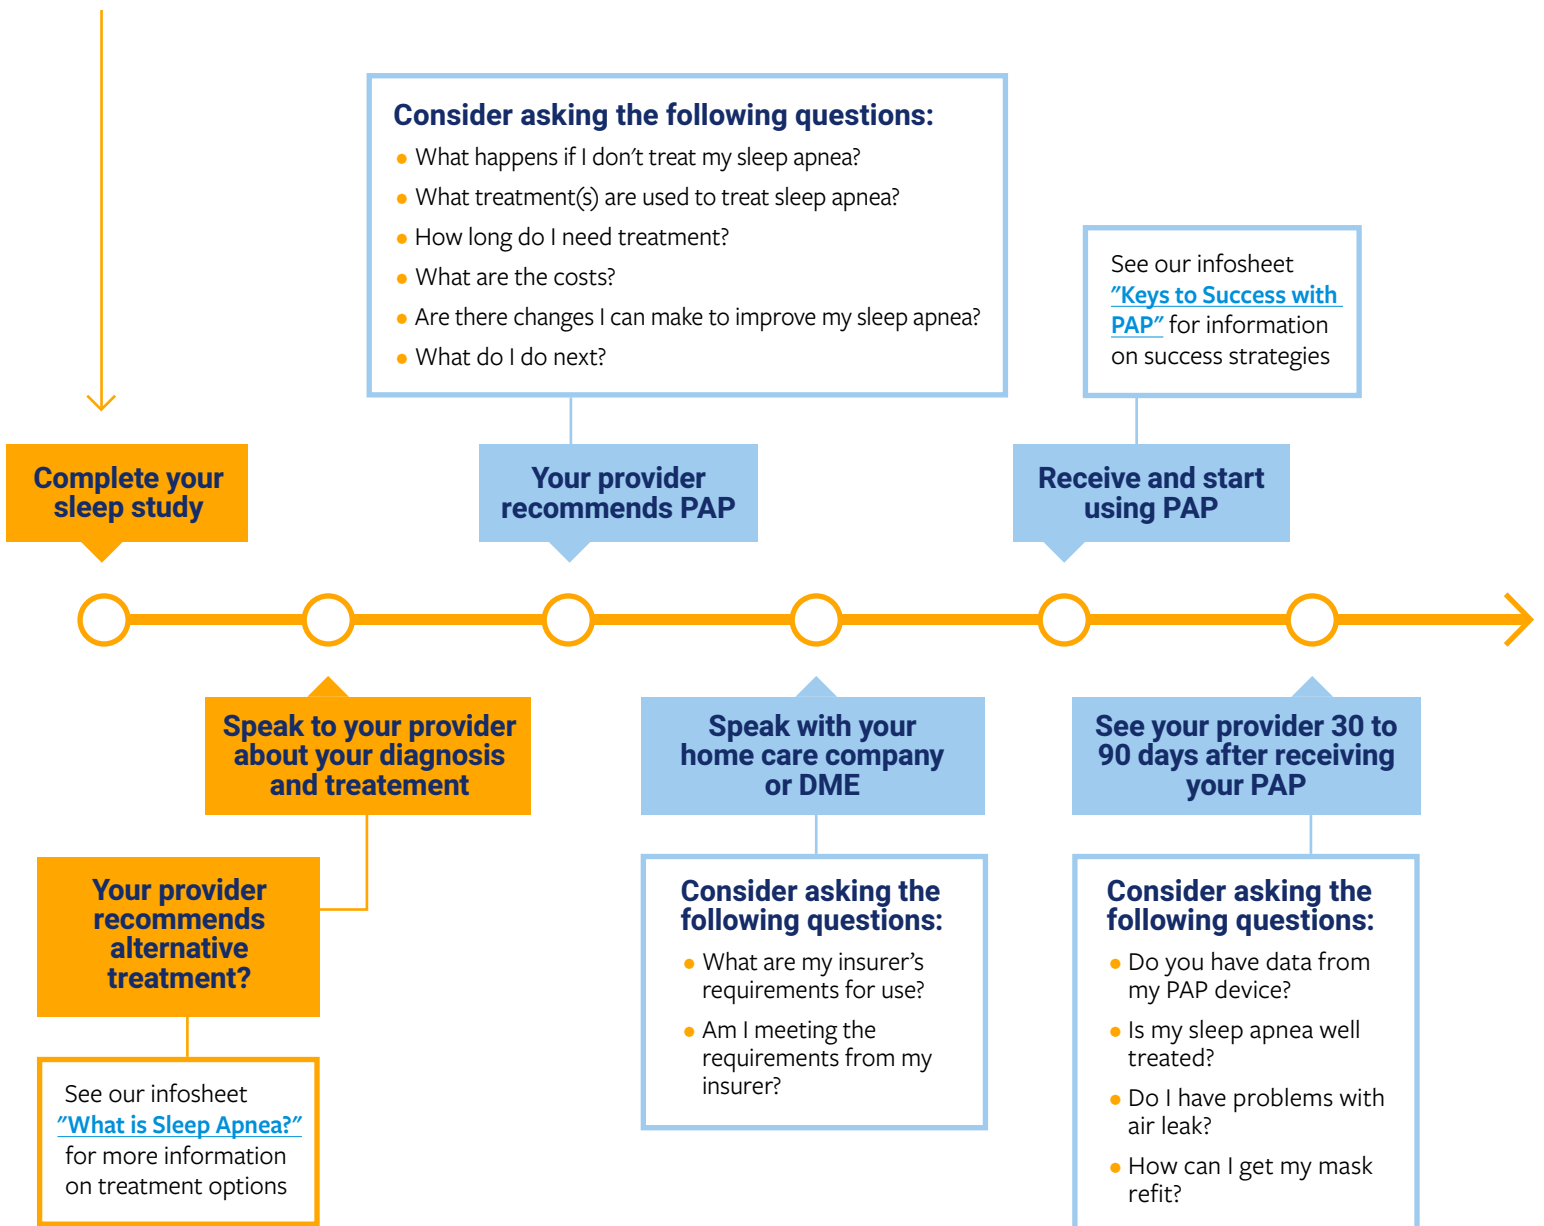 Consider asking the following questions:
• What happens if I don't treat my sleep apnea?
• What treatment(s) are used to treat sleep apnea?
• How long do I need treatment?
• What are the costs?
• Are there changes I can make to improve my sleep apnea?
• What do I do next?
See our infosheet
"Keys to Success with
PAP" for information
on success strategies
Complete your
sleep study
Your provider
recommends PAP
Receive and start
using PAP
Speak to your provider
about your diagnosis
and treatement
Speak with your
home care company
or DME
See your provider 30 to
90 days after receiving
your PAP
Your provider
recommends
alternative
treatment?
See our infosheet
"What is Sleep Apnea?"
for more information
on treatment options
Consider asking the
following questions:
• What are my insurer’s
requirements for use?
• Am I meeting the
requirements from my
insurer?
Consider asking the
following questions:
• Do you have data from
my PAP device?
• Is my sleep apnea well
treated?
• Do I have problems with
air leak?
• How can I get my mask
refit?